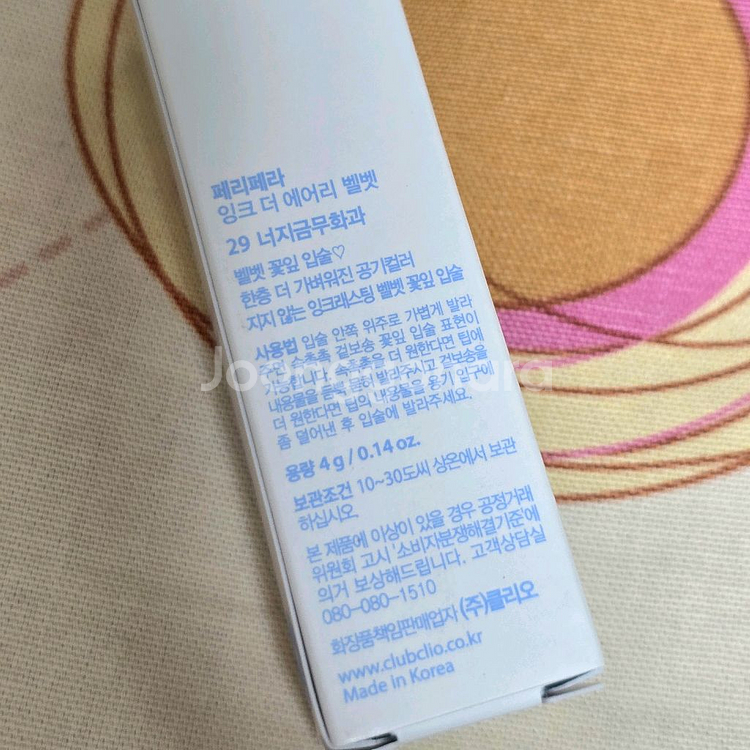 페리페라
잉크 더 에어리 벨벳
29 너지금무화과
벨벳 꽃잎 입술♡
한층 더 가벼워진 공기컬러
지지 않는 잉크래스팅 벨벳 꽃잎 입술
사용법 입술 안쪽 위주로 가볍게 발라
주면 속촉촉 겉보송 꽃잎 입술 표현이
가능합니다. 속촉촉을 더 원한다면 팁에
내용물을 듬뿍 묻혀 발라주시고 겉보송을
더 원한다면 팁의 내용물을 용기 입구에
좀 덜어낸 후 입술에 발라주세요.
용량 4 g / 0.14 oz.
보관조건 10~30도씨 상온에서 보관
하십시오.
본 제품에 이상이 있을 경우 공정거래
위원회 고시 '소비자분쟁해결기준'에
의거 보상해드립니다. 고객상담실
080-080-1510
화장품책임판매업자 (주)클리오
www.clubclio.co.kr
Made in Korea